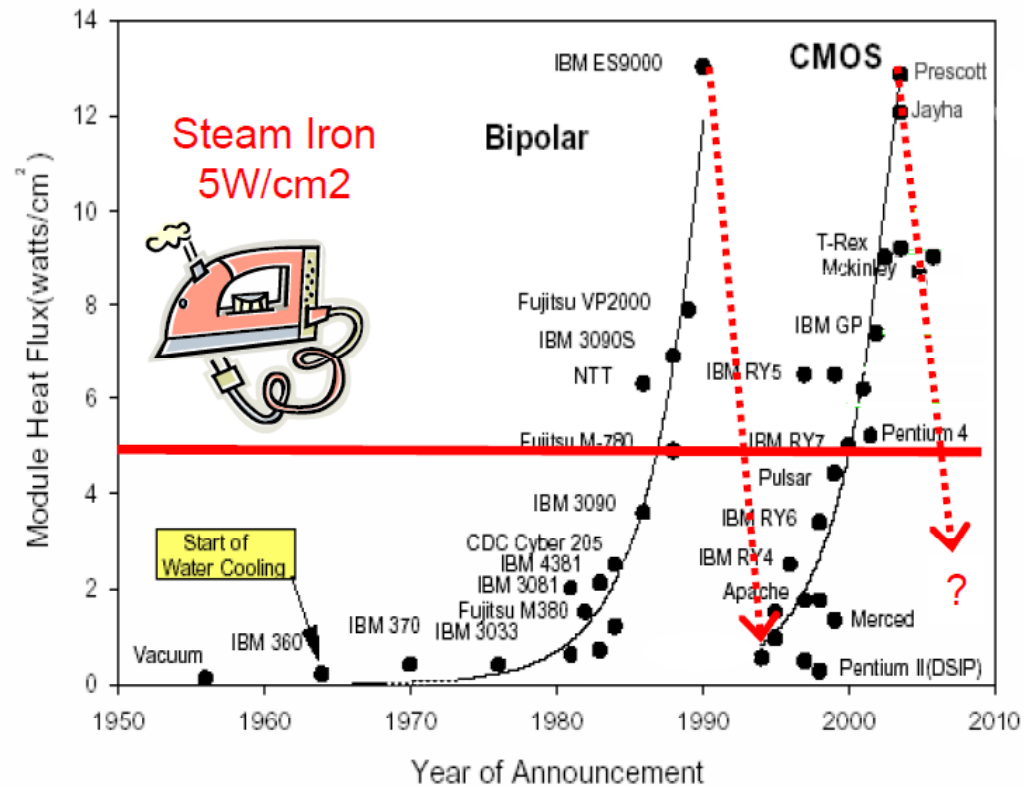 14
12
10
8
6
4
2
0
Module Heat Flux(watts/cm²)
1950
1960
1970
1980
1990
2000
2010
Year of Announcement
Steam Iron
5W/cm2
Bipolar
CMOS
IBM ES9000
Prescott
Jayha
T-Rex
Mckinley
Fujitsu VP2000
IBM GP
IBM 3090S
NTT
IBM RY5
Fujitsu M-780
IBM RY7
Pentium 4
Pulsar
IBM 3090
IBM RY6
CDC Cyber 205
IBM 4381
IBM RY4
IBM 3081
Apache
Fujitsu M380
Merced
IBM 370
IBM 3033
IBM 360
Vacuum
Pentium II(DSIP)
Start of
Water Cooling
?